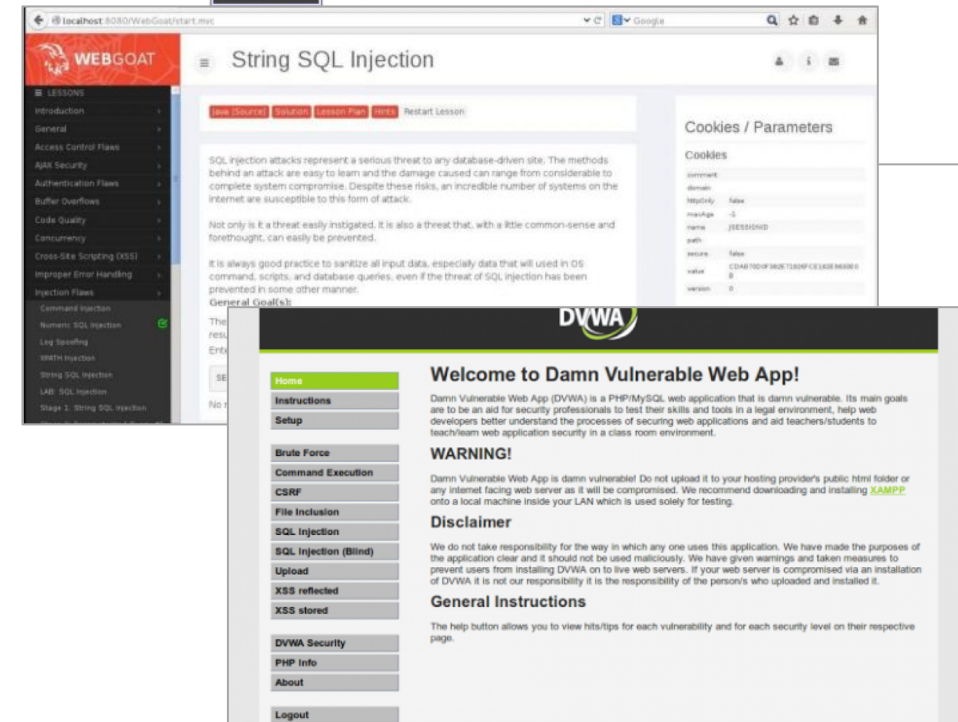 localhost:8080/WebGoat/start.mvc
Google
WEBGOAT
String SQL Injection
LESSONS
Introduction
General
Access Control Flaws
AJAX Security
Authentication Flaws
Buffer Overflows
Code Quality
Concurrency
Cross-Site Scripting (XSS)
Improper Error Handling
Injection Flaws
Command Injection
Numeric SQL Injection
Log Spoofing
XPATH Injection
String SQL Injection
LAB: SQL Injection
Stage 1: String SQL Injection
Java [Source] Solution Lesson Plan Hints Restart Lesson
SQL injection attacks represent a serious threat to any database-driven site. The methods
behind an attack are easy to learn and the damage caused can range from considerable to
complete system compromise. Despite these risks, an incredible number of systems on the
internet are susceptible to this form of attack.
Not only is it a threat easily instigated, it is also a threat that, with a little common-sense and
forethought, can easily be prevented.
It is always good practice to sanitize all input data, especially data that will used in OS
command, scripts, and database queries, even if the threat of SQL injection has been
prevented in some other manner.
General Goal(s):
The
resu
Ente
SE
No r
Cookies / Parameters
Cookies
comment
domain
httpOnly false
maxAge -1
name JSESSIONID
path
secure false
value
version 0
DVWA
Home
Instructions
Setup
Brute Force
Command Execution
CSRF
File Inclusion
SQL Injection
SQL Injection (Blind)
Upload
XSS reflected
XSS stored
DVWA Security
PHP Info
About
Logout
Welcome to Damn Vulnerable Web App!
Damn Vulnerable Web App (DVWA) is a PHP/MySQL web application that is damn vulnerable. Its main goals
are to be an aid for security professionals to test their skills and tools in a legal environment, help web
developers better understand the processes of securing web applications and aid teachers/students to
teach/learn web application security in a class room environment.
WARNING!
Damn Vulnerable Web App is damn vulnerable! Do not upload it to your hosting provider's public html folder or
any internet facing web server as it will be compromised. We recommend downloading and installing XAMPP
onto a local machine inside your LAN which is used solely for testing.
Disclaimer
We do not take responsibility for the way in which any one uses this application. We have made the purposes of
the application clear and it should not be used maliciously. We have given warnings and taken measures to
prevent users from installing DVWA on to live web servers. If your web server is compromised via an installation
of DVWA it is not our responsibility it is the responsibility of the person/s who uploaded and installed it.
General Instructions
The help button allows you to view hits/tips for each vulnerability and for each security level on their respective
page.